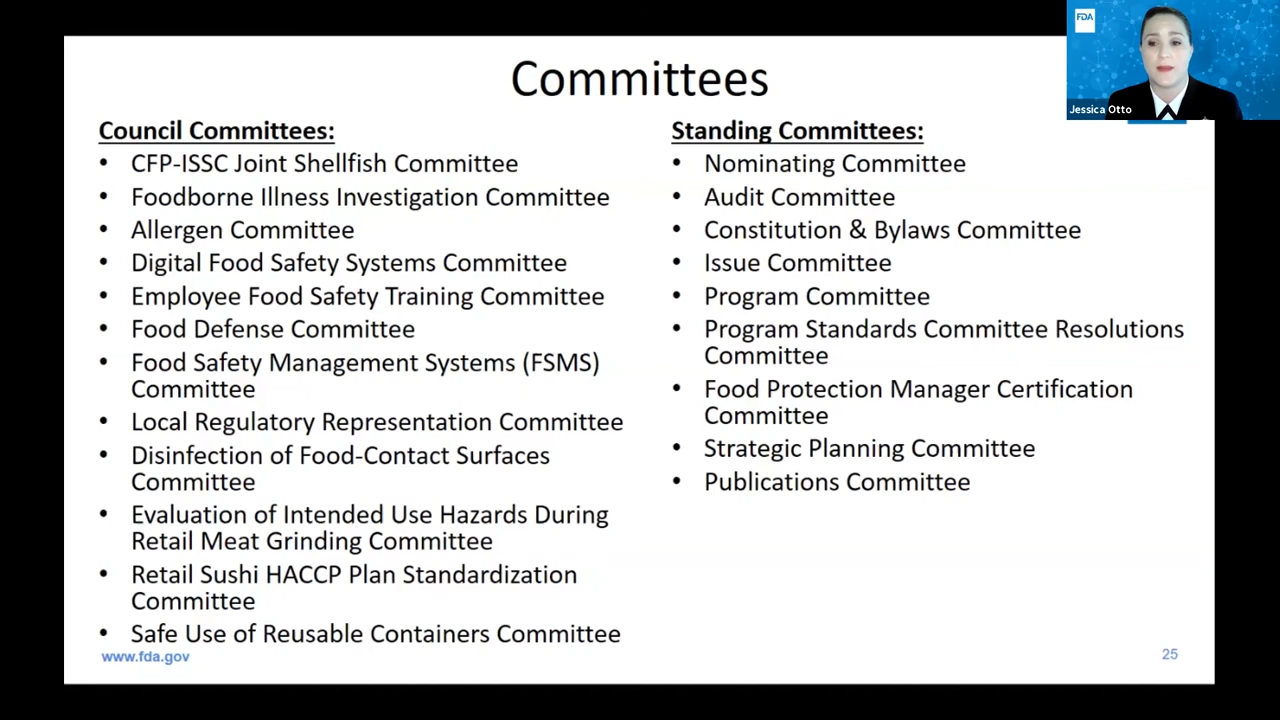 Committees
Council Committees:
• CFP-ISSC Joint Shellfish Committee
• Foodborne Illness Investigation Committee
• Allergen Committee
• Digital Food Safety Systems Committee
• Employee Food Safety Training Committee
• Food Defense Committee
• Food Safety Management Systems (FSMS)
Committee
• Local Regulatory Representation Committee
• Disinfection of Food-Contact Surfaces
Committee
• Evaluation of Intended Use Hazards During
Retail Meat Grinding Committee
• Retail Sushi HACCP Plan Standardization
Committee
• Safe Use of Reusable Containers Committee
www.fda.gov
Standing Committees:
• Nominating Committee
• Audit Committee
• Constitution & Bylaws Committee
• Issue Committee
• Program Committee
• Program Standards Committee Resolutions
Committee
• Food Protection Manager Certification
Committee
• Strategic Planning Committee
• Publications Committee
25
FDA
Jessica Otto